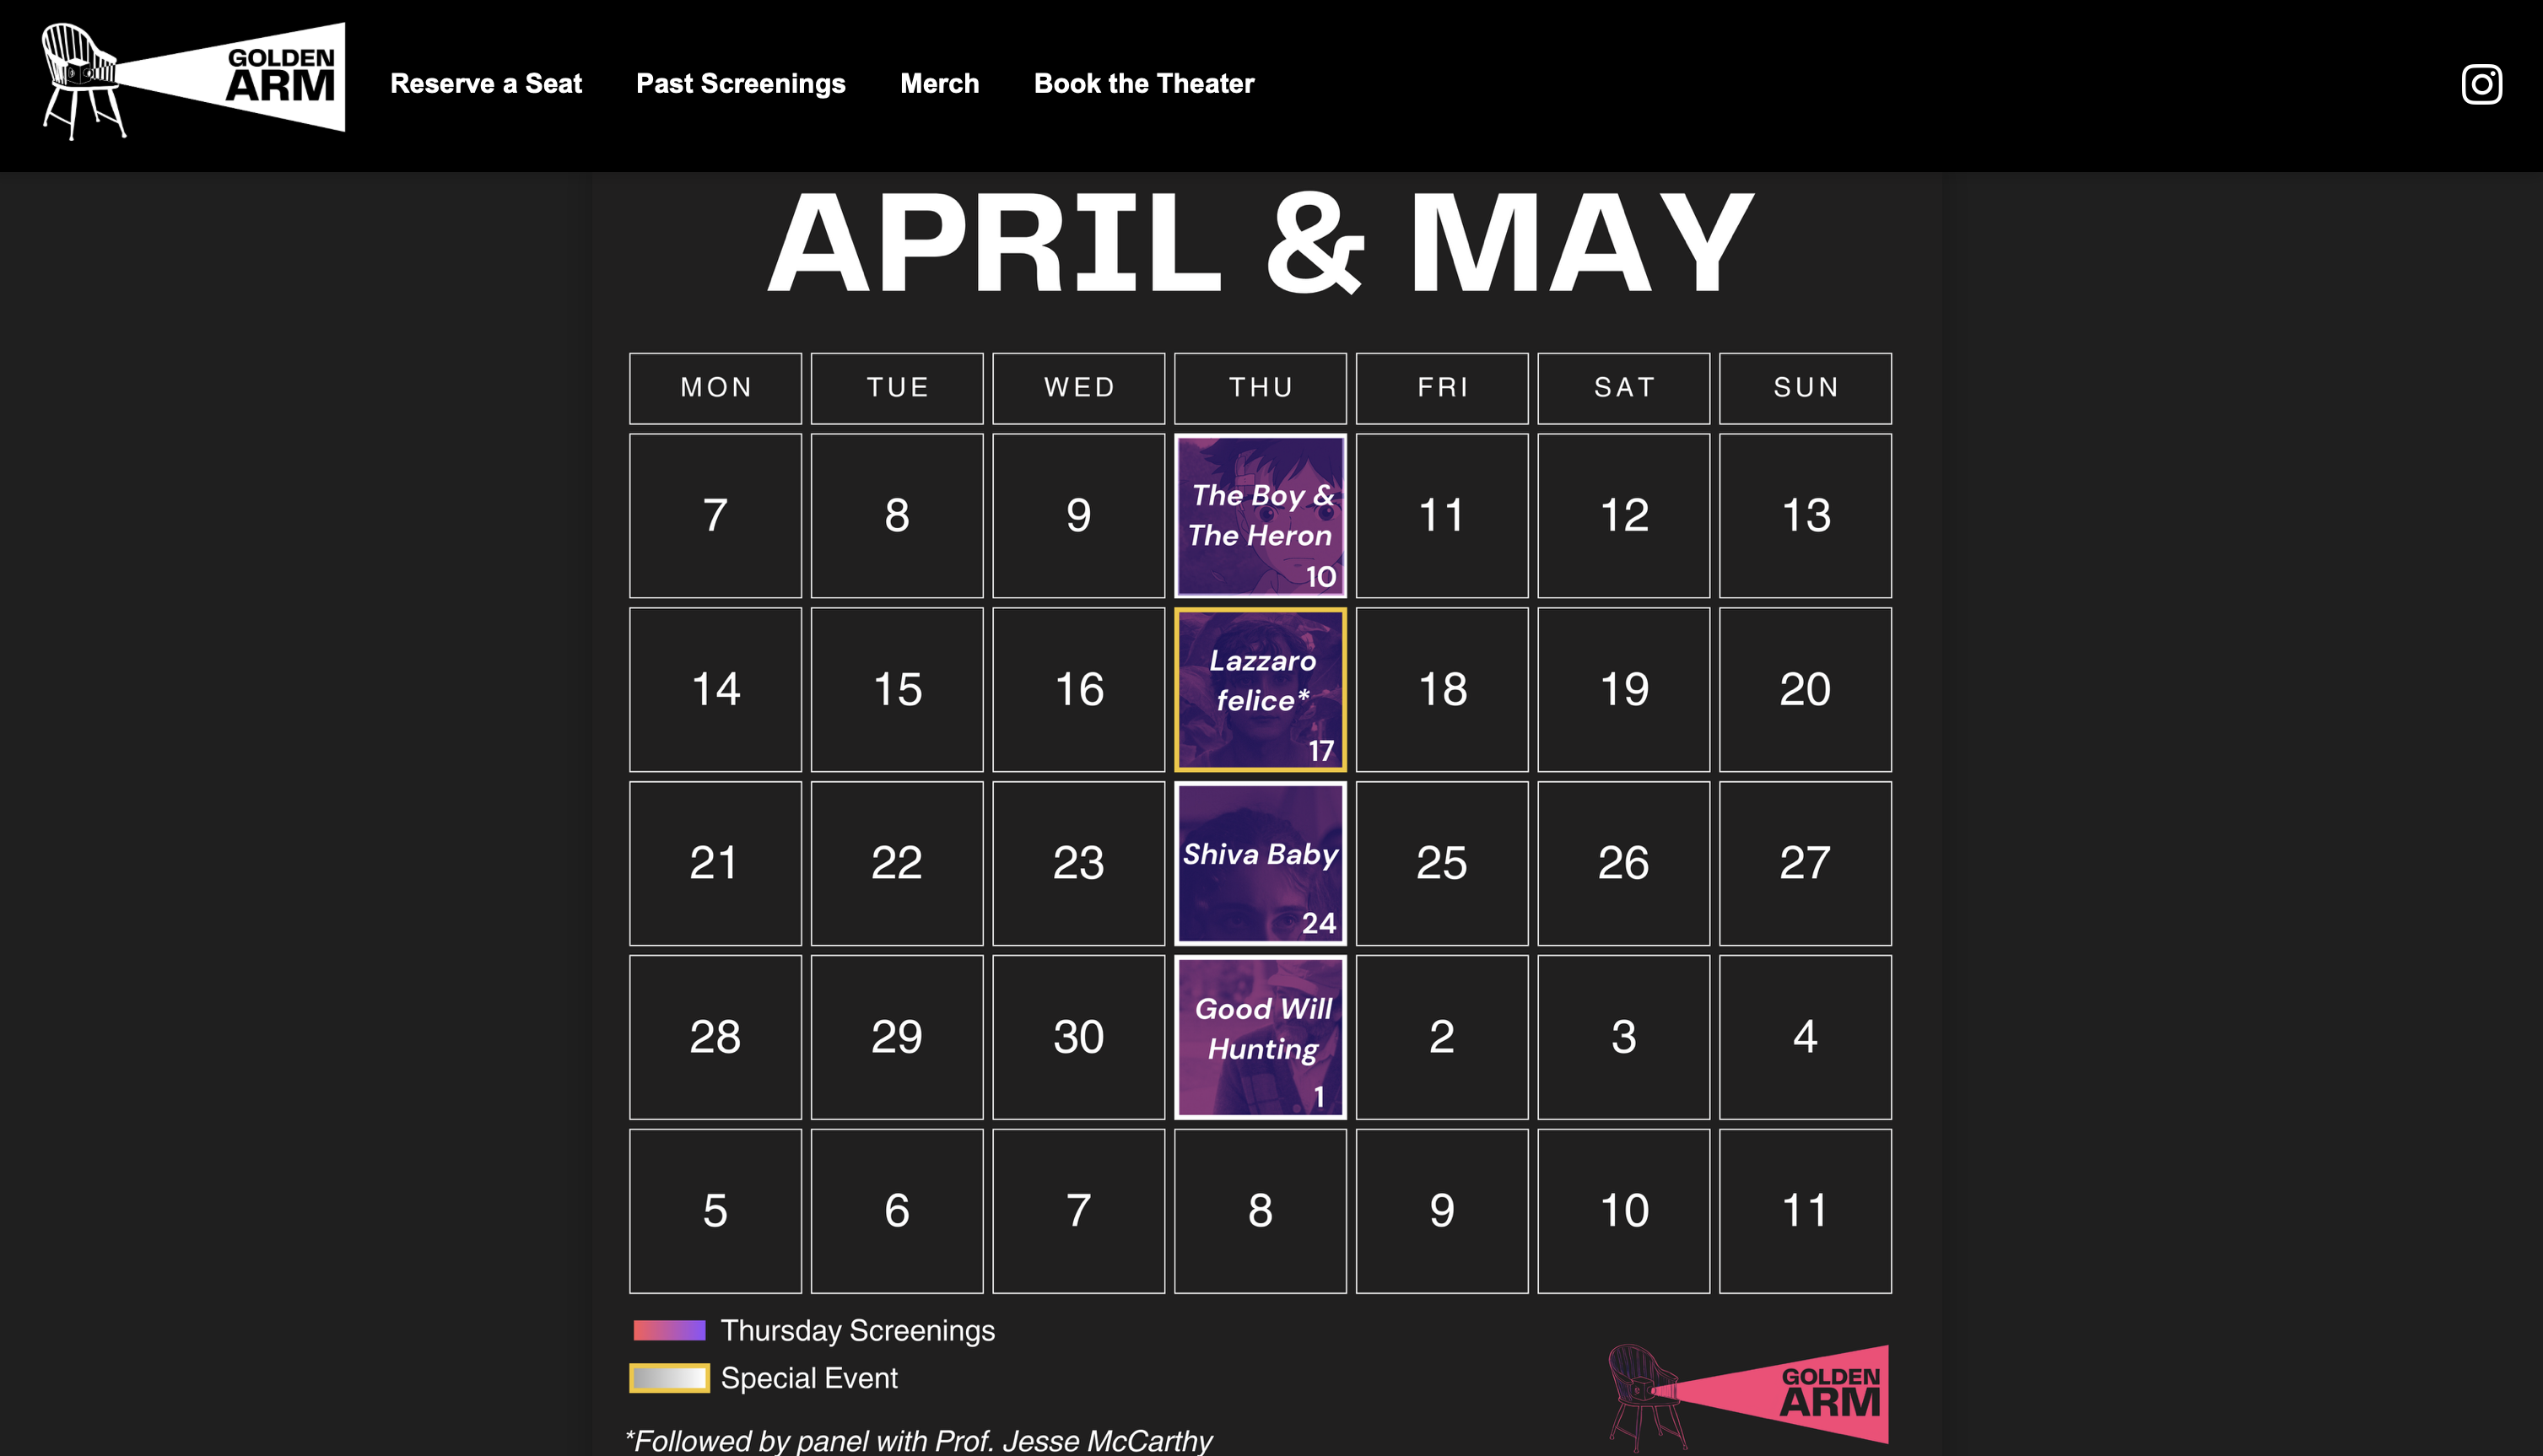 GOLDEN
ARM
Reserve a Seat
Past Screenings
Merch
Book the Theater
APRIL & MAY
MON TUE WED THU FRI SAT SUN
7
8
9
The Boy &
The Heron
10
11
12
13
14
15
16
Lazzaro
felice*
17
18
19
20
21
22
23
Shiva Baby
24
25
26
27
28
29
30
Good Will
Hunting
1
2
3
4
5
6
7
8
9
10
11
Thursday Screenings
Special Event
*Followed by panel with Prof. Jesse McCarthy
GOLDEN
ARM